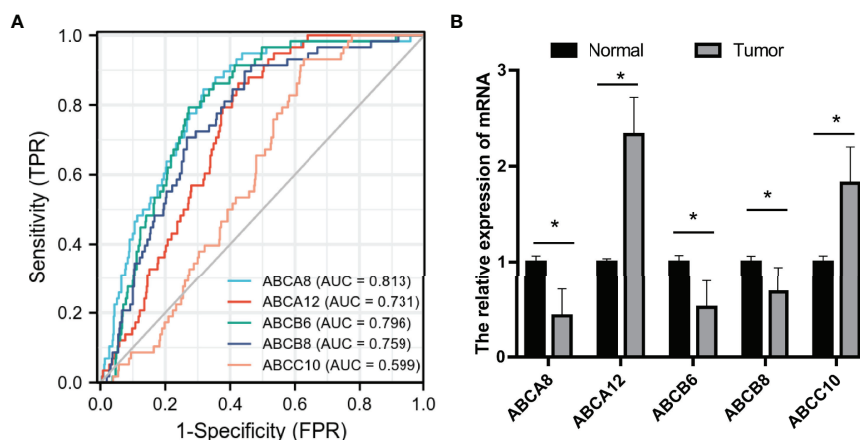 A
Sensitivity (TPR)
1.0
0.8
0.6
0.4
0.2
0.0
ABCA8 (AUC = 0.813)
ABCA12 (AUC = 0.731)
ABCB6 (AUC = 0.796)
ABCB8 (AUC = 0.759)
ABCC10 (AUC = 0.599)
0.0 0.2 0.4 0.6 0.8 1.0
1-Specificity (FPR)
B
Normal Tumor
The relative expression of mRNA
3
2
1
0
* * * * *
ABCA8 ABCA12 ABCB6 ABCB8 ABCC10